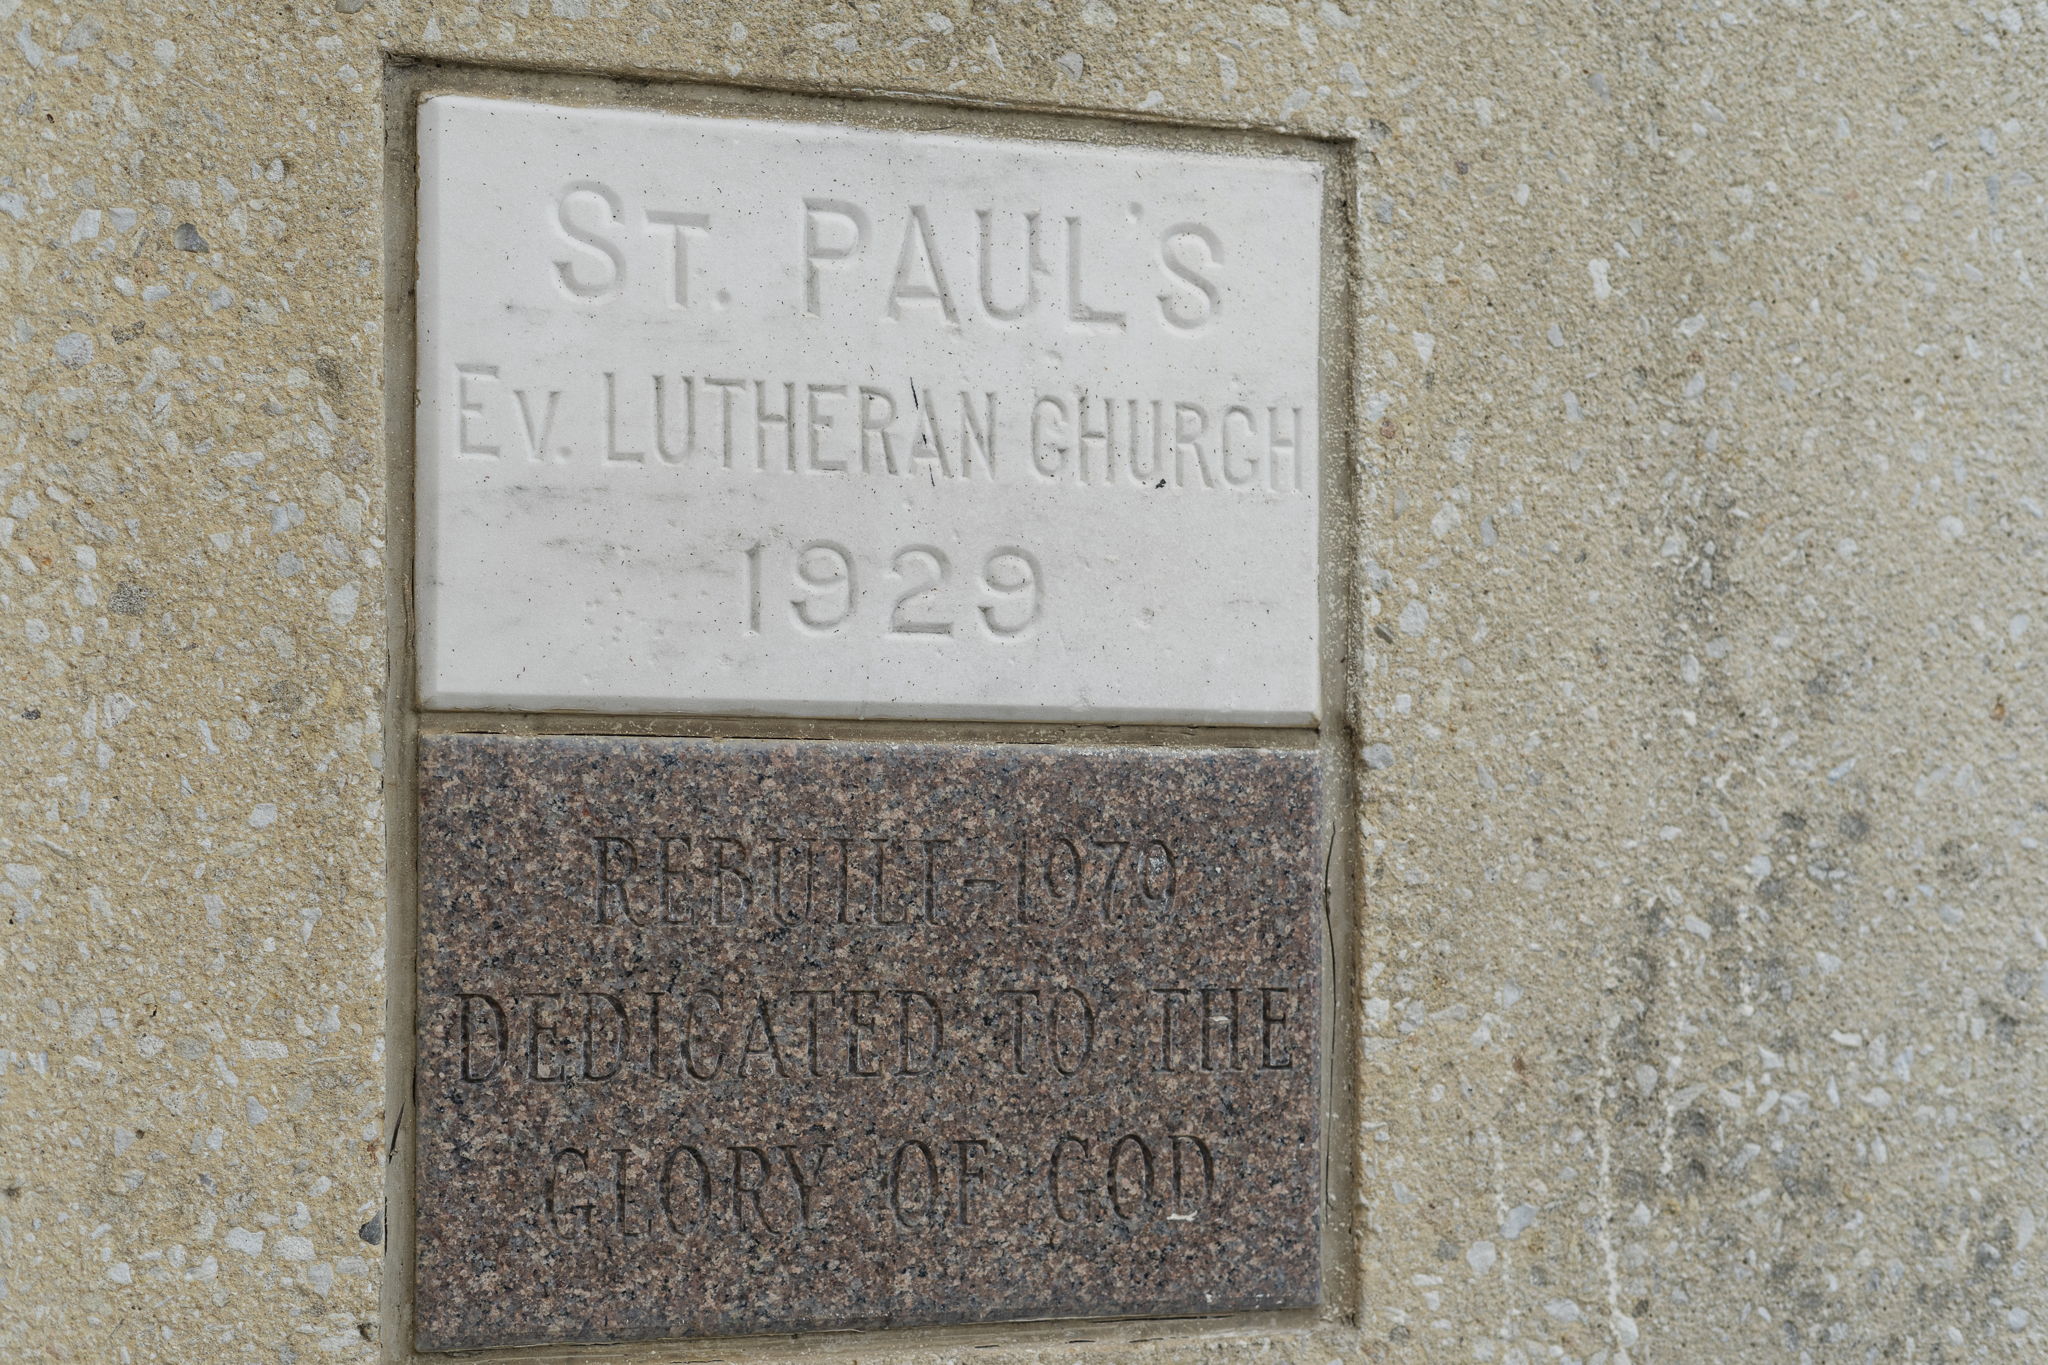 ST. PAUL'S
EV. LUTHERAN CHURCH
1929
REBUILT-1979
DEDICATED TO THE
GLORY OF GOD